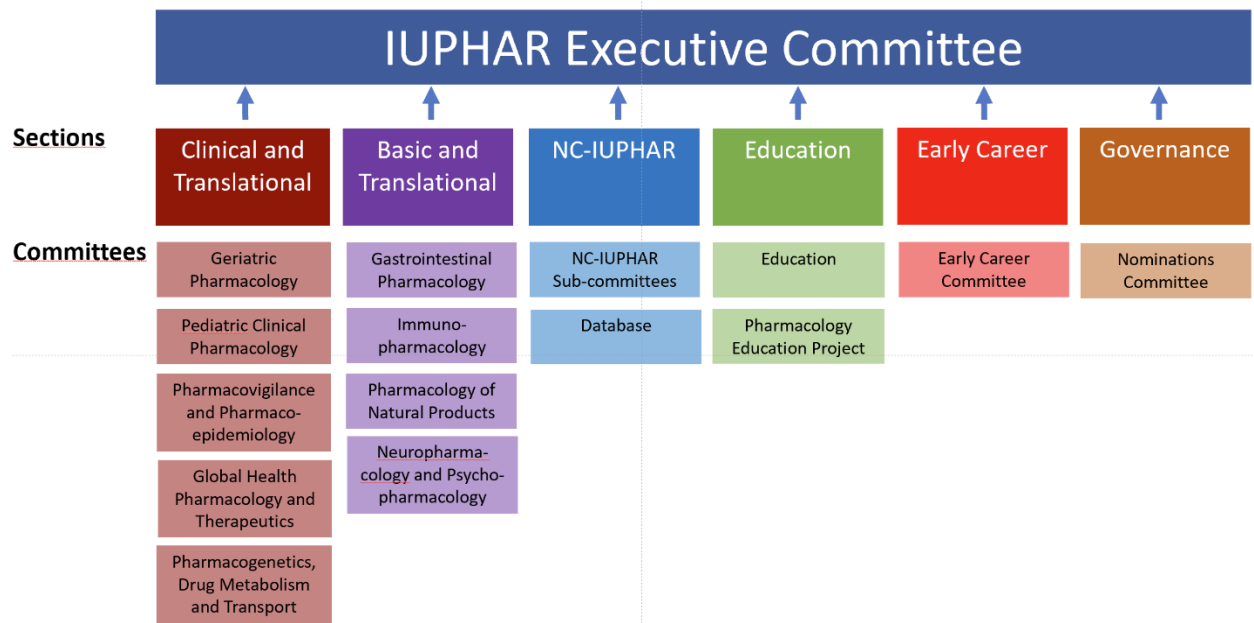 IUPHAR Executive Committee
Sections
Clinical and
Translational
Basic and
Translational
NC-IUPHAR
Education
Early Career
Governance
Committees
Geriatric
Pharmacology
Gastrointestinal
Pharmacology
NC-IUPHAR
Sub-committees
Education
Early Career
Committee
Nominations
Committee
Pediatric Clinical
Pharmacology
Immuno-
pharmacology
Database
Pharmacology
Education Project
Pharmacovigilance
and Pharmaco-
epidemiology
Pharmacology of
Natural Products
Neuropharma-
cology and Psycho-
pharmacology
Global Health
Pharmacology and
Therapeutics
Pharmacogenetics,
Drug Metabolism
and Transport